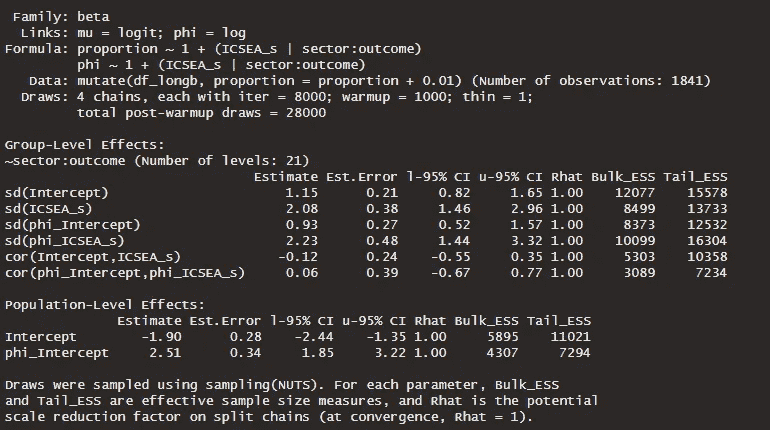 Family: beta
Links: mu = logit; phi = log
Formula: proportion ~ 1 + (ICSEA_s | sector:outcome)
phi ~ 1 + (ICSEA_s | sector:outcome)
Data: mutate(df_longb, proportion = proportion + 0.01) (Number of observations: 1841)
Draws: 4 chains, each with iter = 8000; warmup = 1000; thin = 1;
total post-warmup draws = 28000
Group-Level Effects:
~sector:outcome (Number of levels: 21)
Estimate Est.Error l-95% CI u-95% CI Rhat Bulk_ESS Tail_ESS
sd(Intercept) 1.15 0.21 0.82 1.65 1.00 12077 15578
sd(ICSEA_s) 2.08 0.38 1.46 2.96 1.00 8499 13733
sd(phi_Intercept) 0.93 0.27 0.52 1.57 1.00 8373 12532
sd(phi_ICSEA_s) 2.23 0.48 1.44 3.32 1.00 10099 16304
cor(Intercept,ICSEA_s) -0.12 0.24 -0.55 0.35 1.00 5303 10358
cor(phi_Intercept,phi_ICSEA_s) 0.06 0.39 -0.67 0.77 1.00 3089 7234
Population-Level Effects:
Estimate Est.Error l-95% CI u-95% CI Rhat Bulk_ESS Tail_ESS
Intercept -1.90 0.28 -2.44 -1.35 1.00 5895 11021
phi_Intercept 2.51 0.34 1.85 3.22 1.00 4307 7294
Draws were sampled using sampling(NUTS). For each parameter, Bulk_ESS
and Tail_ESS are effective sample size measures, and Rhat is the potential
scale reduction factor on split chains (at convergence, Rhat = 1).